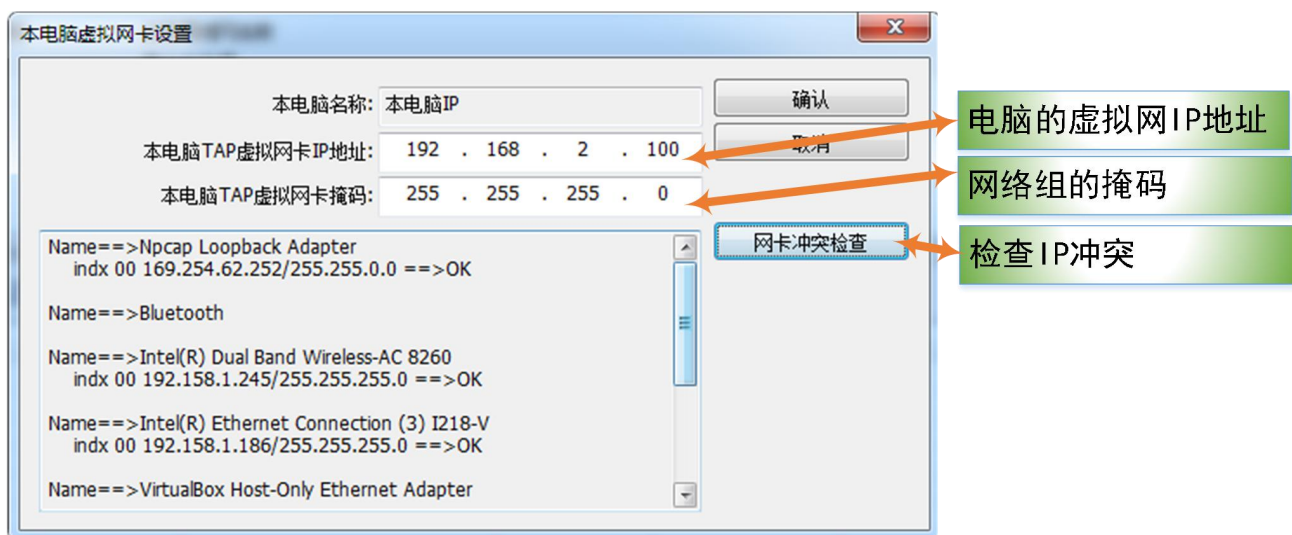 本电脑虚拟网卡设置
本电脑名称: 本电脑IP
确认
本电脑TAP虚拟网卡IP地址: 192 . 168 . 2 . 100
取消
电脑的虚拟网IP地址
本电脑TAP虚拟网卡掩码: 255 . 255 . 255 . 0
网络组的掩码
网卡冲突检查
检查IP冲突
Name==>Npcap Loopback Adapter
indx 00 169.254.62.252/255.255.0.0 ==>OK
Name==>Bluetooth
Name==>Intel(R) Dual Band Wireless-AC 8260
indx 00 192.158.1.245/255.255.255.0 ==>OK
Name==>Intel(R) Ethernet Connection (3) I218-V
indx 00 192.158.1.186/255.255.255.0 ==>OK
Name==>VirtualBox Host-Only Ethernet Adapter